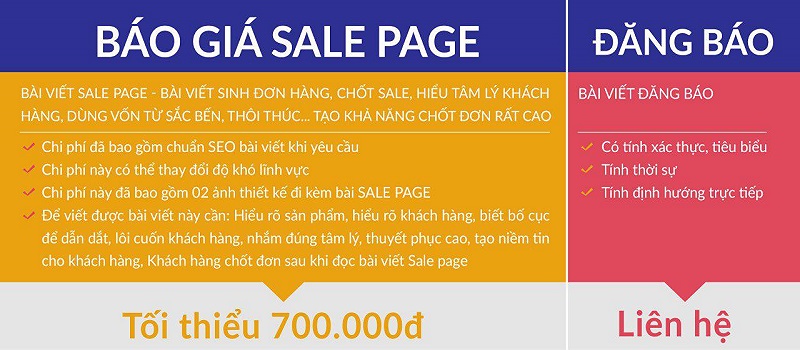 BÁO GIÁ SALE PAGE
BÀI VIẾT SALE PAGE - BÀI VIẾT SINH ĐƠN HÀNG, CHỐT SALE, HIỂU TÂM LÝ KHÁCH
HÀNG, DÙNG VỐN TỪ SẮC BẾN, THÔI THÚC... TẠO KHẢ NĂNG CHỐT ĐƠN RẤT CAO
Chi phí đã bao gồm chuẩn SEO bài viết khi yêu cầu
Chi phí này có thể thay đổi độ khó lĩnh vực
Chi phí này đã bao gồm 02 ảnh thiết kế đi kèm bài SALE PAGE
Để viết được bài viết này cần: Hiểu rõ sản phẩm, hiểu rõ khách hàng, biết bố cục
để dẫn dắt, lôi cuốn khách hàng, nhắm đúng tâm lý, thuyết phục cao, tạo niềm tin
cho khách hàng, Khách hàng chốt đơn sau khi đọc bài viết Sale page
Tối thiểu 700.000đ
ĐĂNG BÁO
BÀI VIẾT ĐĂNG BÁO
Có tính xác thực, tiêu biểu
Tính thời sự
Tính định hướng trực tiếp
Liên hệ